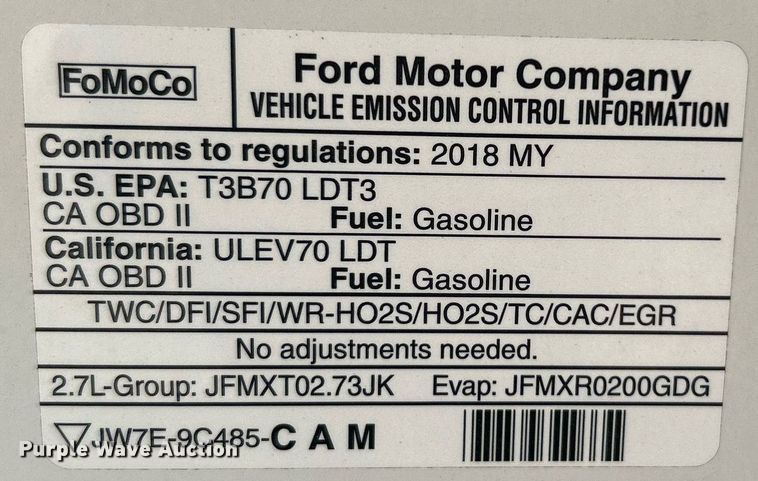 FoMoCo
Ford Motor Company
VEHICLE EMISSION CONTROL INFORMATION
Conforms to regulations: 2018 MY
U.S. EPA: T3B70 LDT3
CA OBD II Fuel: Gasoline
California: ULEV70 LDT
CA OBD II Fuel: Gasoline
TWC/DFI/SFI/WR-HO2S/HO2S/TC/CAC/EGR
No adjustments needed.
2.7L-Group: JFMXT02.73JK Evap: JFMXR0200GDG
JW7E-9C485-CAM
Purple Wave Auction